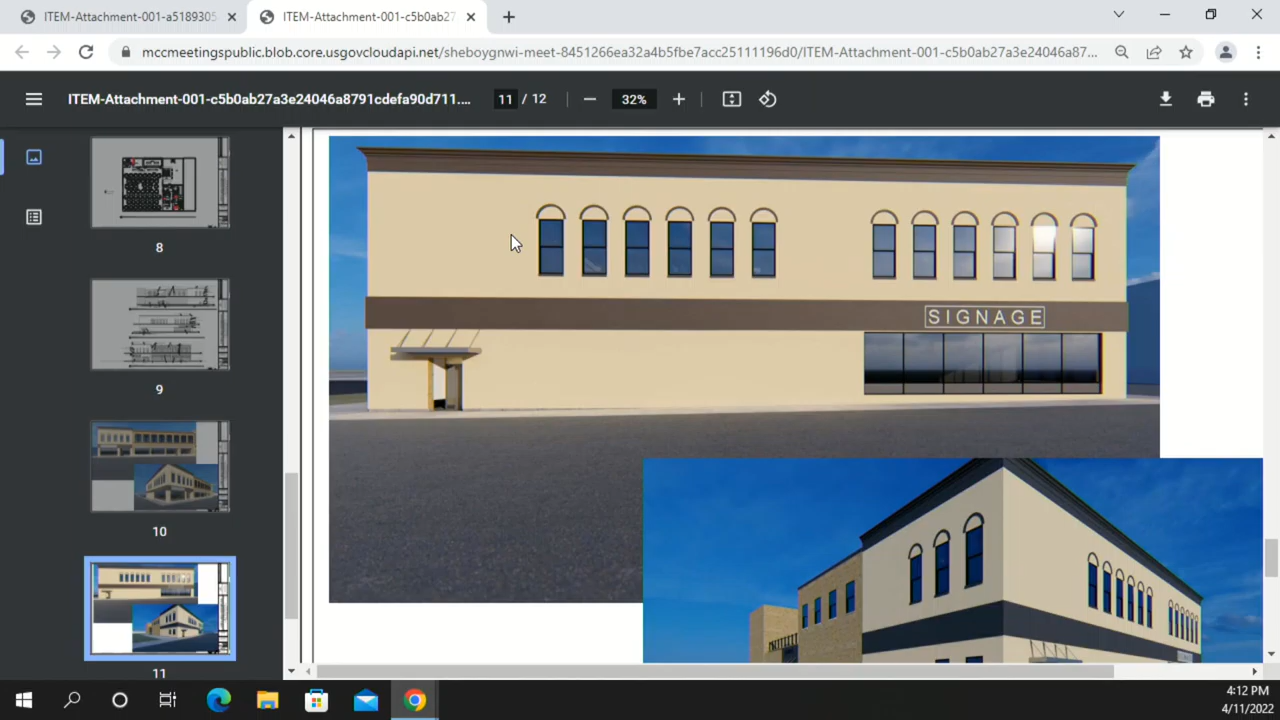 ITEM-Attachment-001-a5189305
ITEM-Attachment-001-c5b0ab27
mccmeetingspublic.blob.core.usgovcloudapi.net/sheboygnwi-meet-8451266ea32a4b5fbe7acc25111196d0/ITEM-Attachment-001-c5b0ab27a3e24046a87...
ITEM-Attachment-001-c5b0ab27a3e24046a8791cdefa90d711....
11 / 12
32%
8
9
10
11
SIGNAGE
4:12 PM
4/11/2022